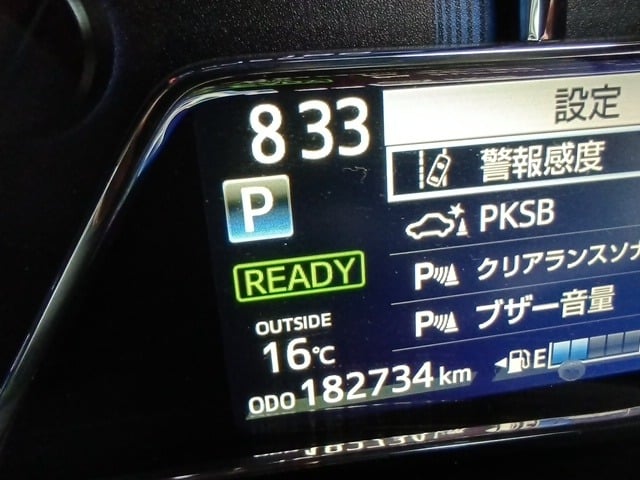 8 33
設定
警報感度
P
PKSB
READY
P クリアランスソナ
OUTSIDE
P ブザー音量
16℃
E
ODO 182734 km